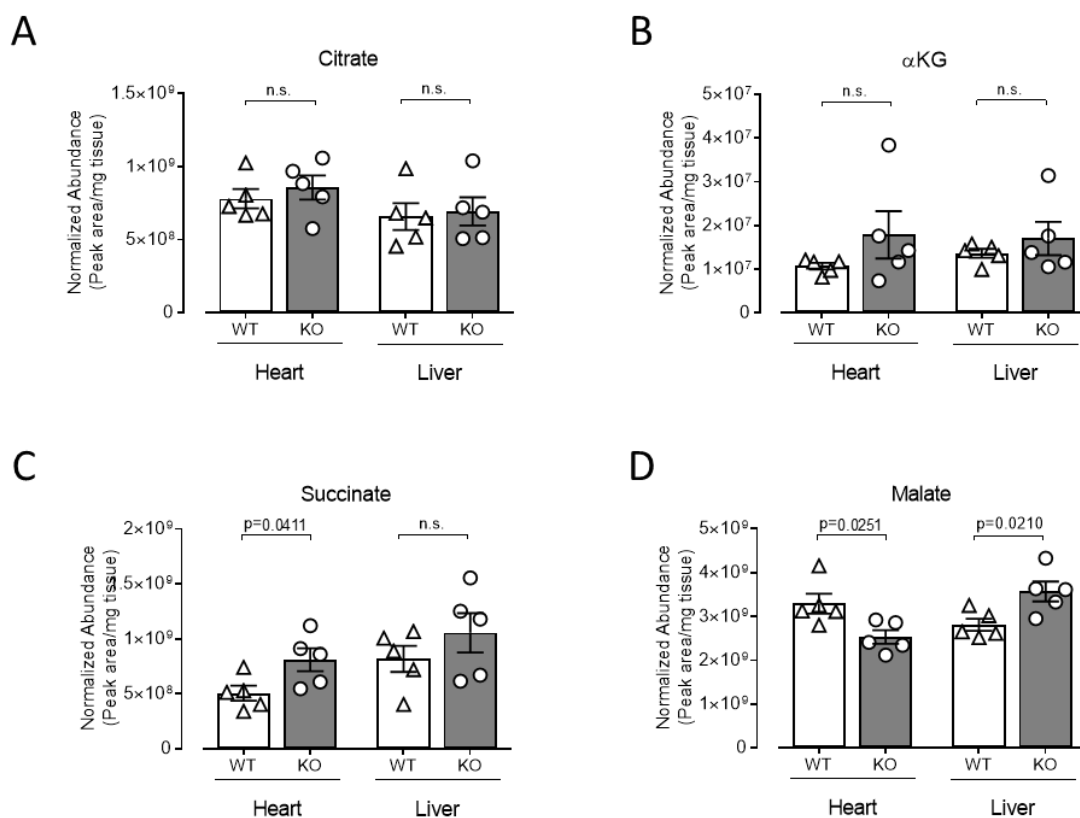 A
Citrate
Normalized Abundance
(Peak area/mg tissue)
1.5×10⁹
1×10⁹
5×10⁸
0
n.s.
n.s.
WT
KO
WT
KO
Heart
Liver
B
αKG
Normalized Abundance
(Peak area/mg tissue)
5×10⁷
4×10⁷
3×10⁷
2×10⁷
1×10⁷
0
n.s.
n.s.
WT
KO
WT
KO
Heart
Liver
C
Succinate
Normalized Abundance
(Peak area/mg tissue)
2×10⁹
1.5×10⁹
1×10⁹
5×10⁸
0
p=0.0411
n.s.
WT
KO
WT
KO
Heart
Liver
D
Malate
Normalized Abundance
(Peak area/mg tissue)
5×10⁹
4×10⁹
3×10⁹
2×10⁹
1×10⁹
0
p=0.0251
p=0.0210
WT
KO
WT
KO
Heart
Liver